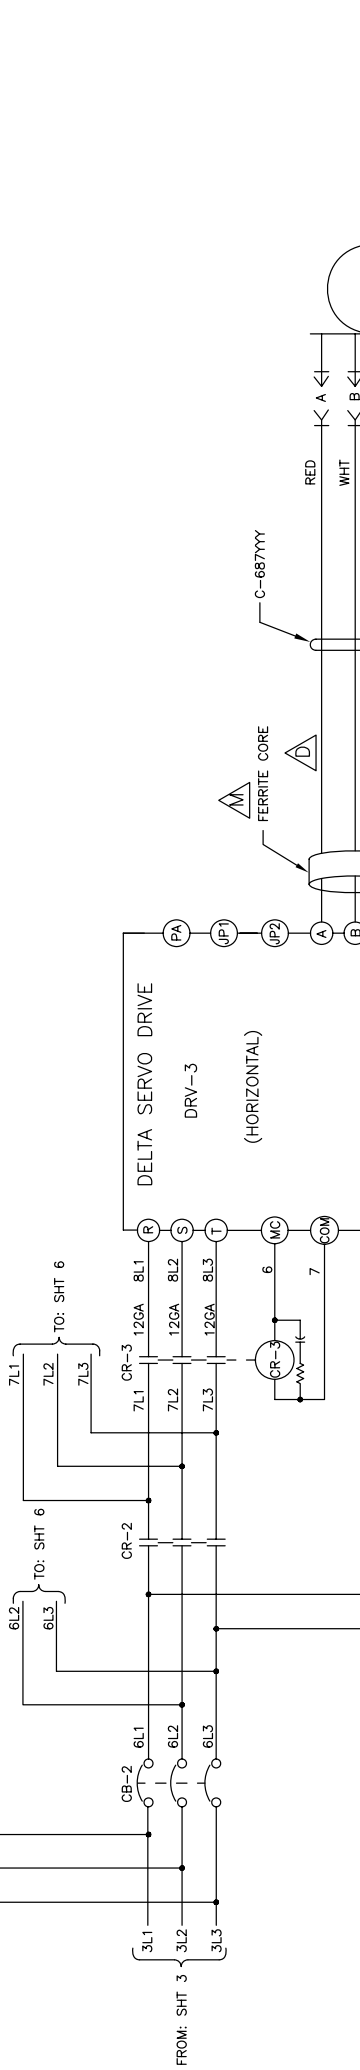 A
B
RED
WHT
C-687YYY
D
M
FERRITE CORE
PA
JP1
JP2
A
B
DELTA SERVO DRIVE
DRV-3
(HORIZONTAL)
R
S
T
MC
COM
8L1
8L2
8L3
6
7
12GA
12GA
12GA
TO: SHT 6
7L1
7L2
7L3
CR-3
CR-3
7L1
7L2
7L3
CR-2
TO: SHT 6
6L2
6L3
6L1
6L2
6L3
CB-2
3L1
3L2
3L3
FROM: SHT 3